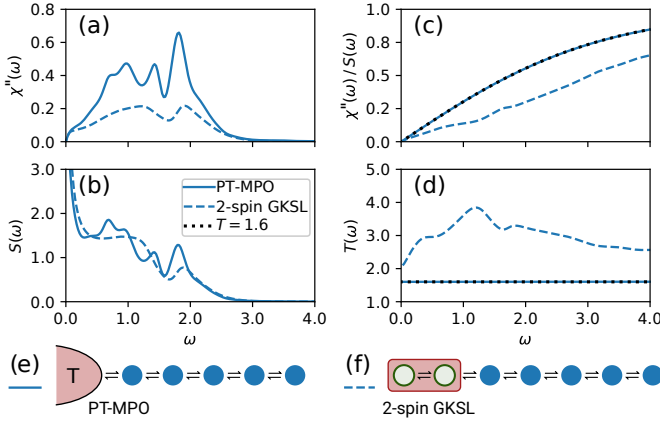 (a)
0.8
0.6
0.4
0.2
0.0
χ"(ω)
(c)
1.0
0.8
0.5
0.2
0.0
χ"(ω) / S(ω)
(b)
3.0
2.0
1.0
0.0
S(ω)
PT-MPO
2-spin GKSL
T = 1.6
0.0 1.0 2.0 3.0 4.0
ω
(d)
5.0
4.0
3.0
2.0
1.0
T(ω)
0.0 1.0 2.0 3.0 4.0
ω
(e)
T
⇌ ⇌ ⇌ ⇌ ⇌
PT-MPO
(f)
⇌ ⇌ ⇌ ⇌ ⇌ ⇌
2-spin GKSL